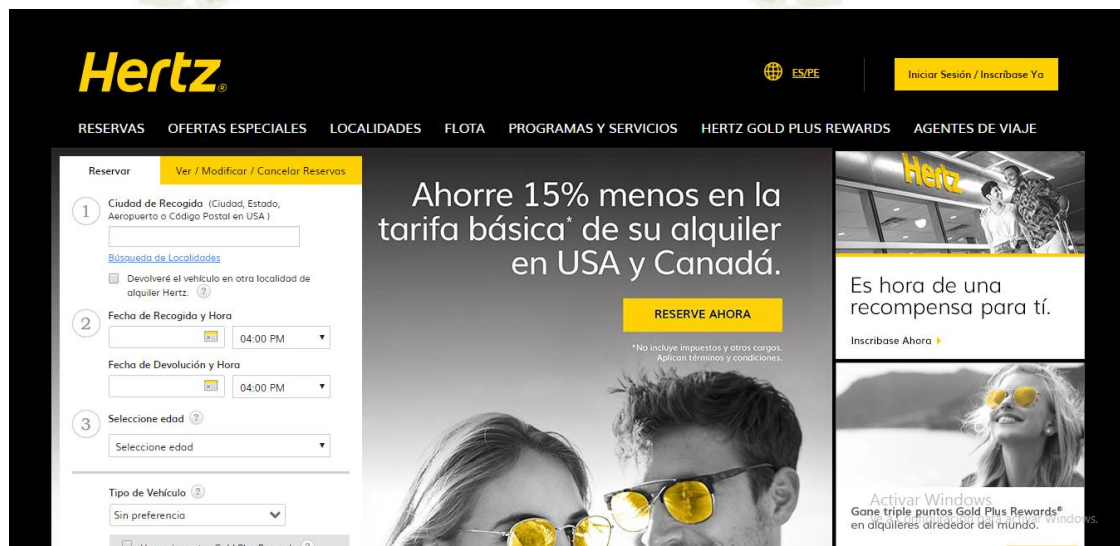 Hertz®
ES/PE
Iniciar Sesión / Inscríbase Ya
RESERVAS OFERTAS ESPECIALES LOCALIDADES FLOTA PROGRAMAS Y SERVICIOS HERTZ GOLD PLUS REWARDS AGENTES DE VIAJE
Reservar Ver / Modificar / Cancelar Reservas
1 Ciudad de Recogida (Ciudad, Estado,
Aeropuerto o Código Postal en USA )
Búsqueda de Localidades
Devolveré el vehículo en otra localidad de
alquiler Hertz. ?
2 Fecha de Recogida y Hora
04:00 PM
Fecha de Devolución y Hora
04:00 PM
3 Seleccione edad ?
Seleccione edad
Tipo de Vehículo ?
Sin preferencia
Ahorre 15% menos en la
tarifa básica* de su alquiler
en USA y Canadá.
RESERVE AHORA
*No incluye impuestos y otros cargos.
Aplican términos y condiciones.
Hertz
Es hora de una
recompensa para tí.
Inscríbase Ahora
Activar Windows
Gane triple puntos Gold Plus Rewards®
en alquileres alrededor del mundo.